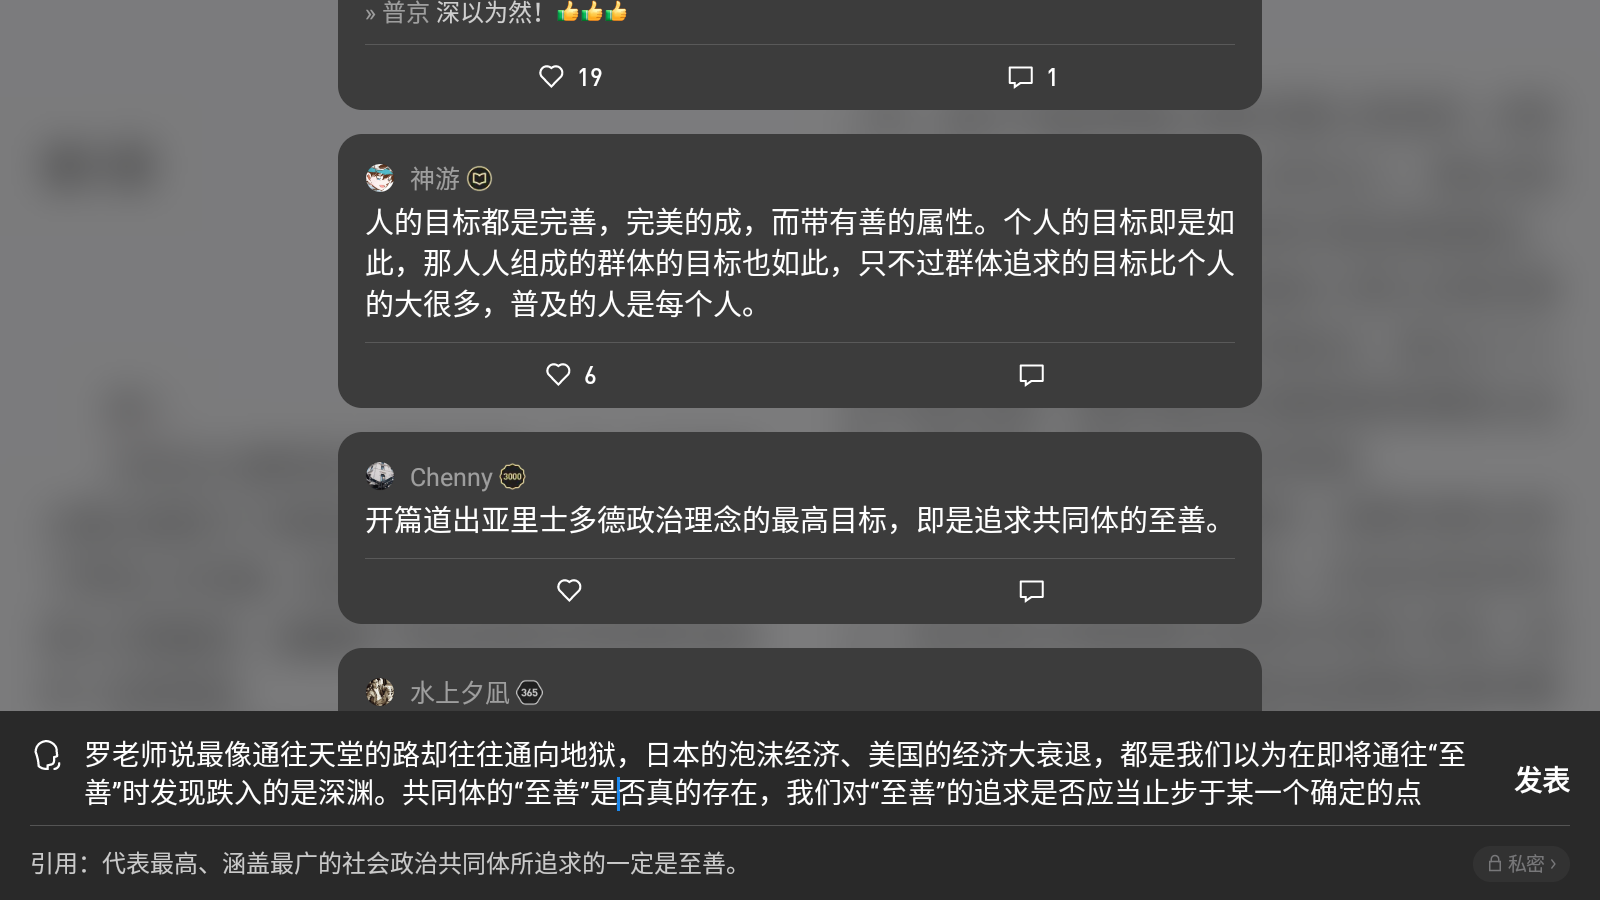 » 普京 深以为然！👍👍👍
19
1
神游
人的目标都是完善，完美的成，而带有善的属性。个人的目标即是如
此，那人人组成的群体的目标也如此，只不过群体追求的目标比个人
的大很多，普及的人是每个人。
6
Chenny 3000
开篇道出亚里士多德政治理念的最高目标，即是追求共同体的至善。
水上夕凪 365
罗老师说最像通往天堂的路却往往通向地狱，日本的泡沫经济、美国的经济大衰退，都是我们以为在即将通往“至
善”时发现跌入的是深渊。共同体的“至善”是否真的存在，我们对“至善”的追求是否应当止步于某一个确定的点
发表
引用：代表最高、涵盖最广的社会政治共同体所追求的一定是至善。
私密 ›